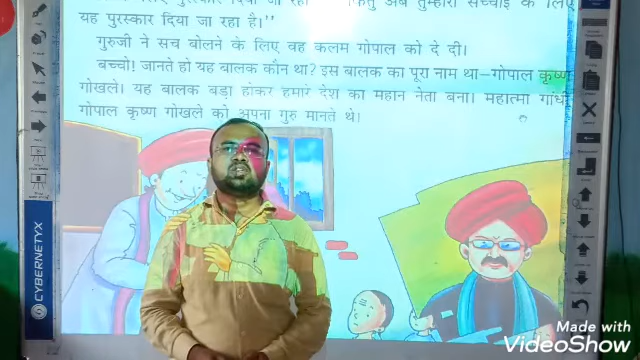 यह पुरस्कार दिया जा रहा है।"
गुरुजी ने सच बोलने के लिए वह कलम गोपाल को दे दी।
बच्चो! जानते हो यह बालक कौन था? इस बालक का पूरा नाम था–गोपाल कृष्ण
गोखले। यह बालक बड़ा होकर हमारे देश का महान नेता बना। महात्मा गांधी
गोपाल कृष्ण गोखले को अपना गुरु मानते थे।
CYBERNETYX
Made with
VideoShow